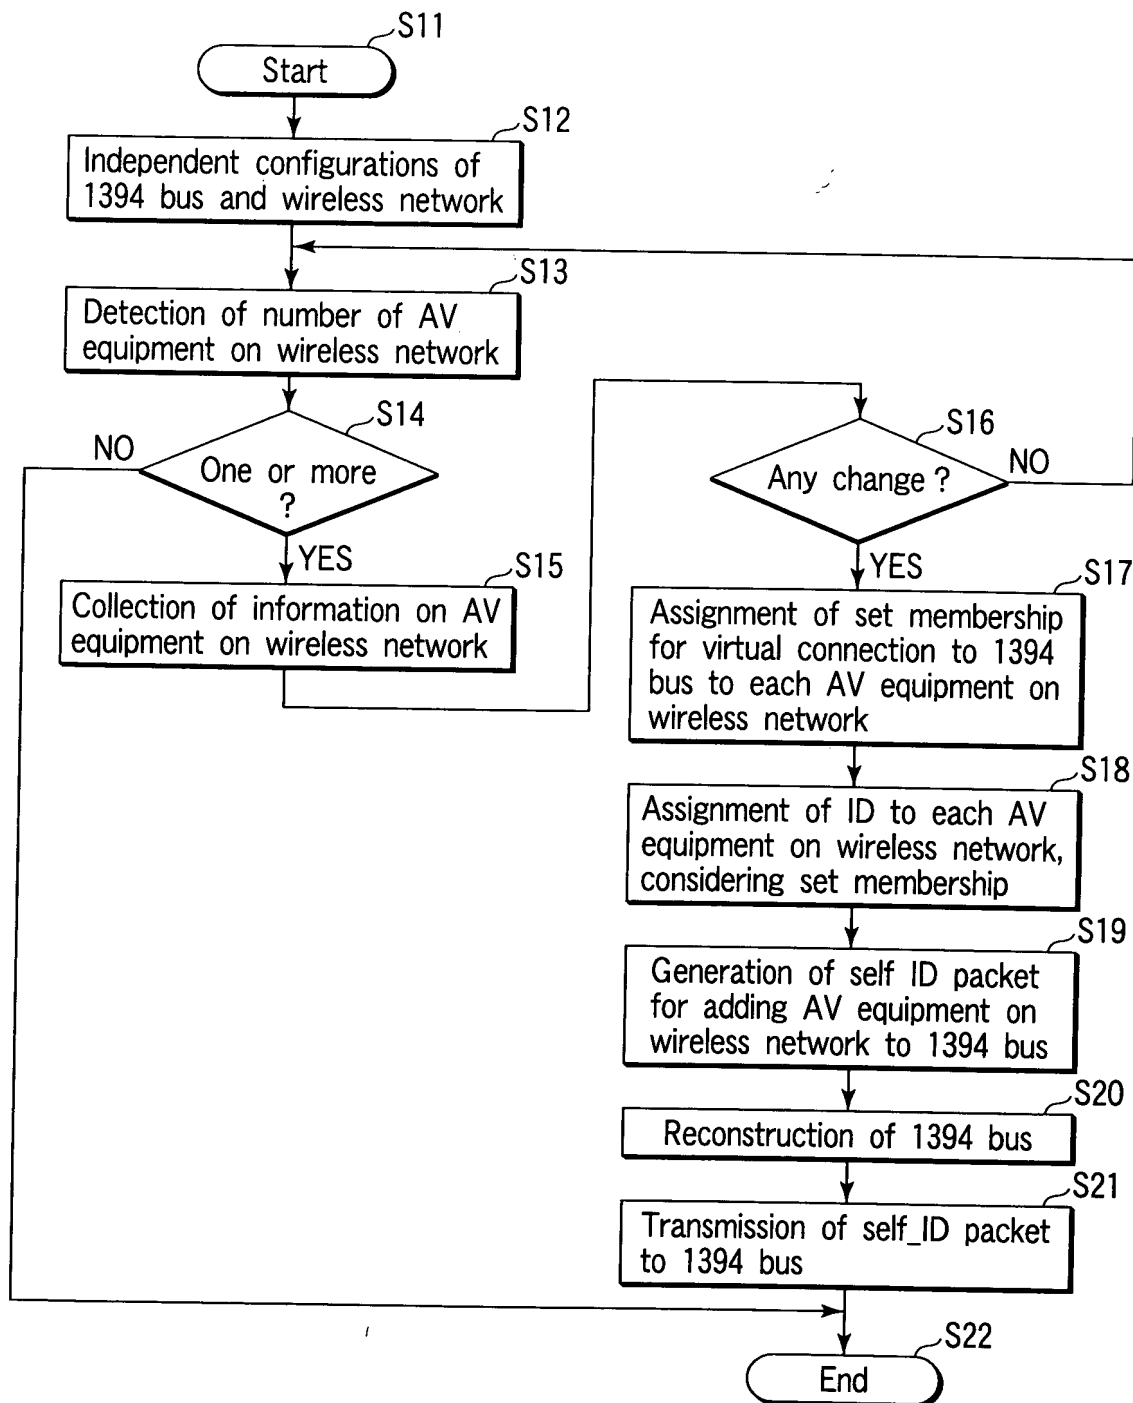 S11
Start
S12
Independent configurations of
1394 bus and wireless network
S13
Detection of number of AV
equipment on wireless network
S14
NO
One or more
?
YES
S15
Collection of information on AV
equipment on wireless network
S16
Any change ?
NO
YES
S17
Assignment of set membership
for virtual connection to 1394
bus to each AV equipment on
wireless network
S18
Assignment of ID to each AV
equipment on wireless network,
considering set membership
S19
Generation of self ID packet
for adding AV equipment on
wireless network to 1394 bus
S20
Reconstruction of 1394 bus
S21
Transmission of self_ID packet
to 1394 bus
S22
End